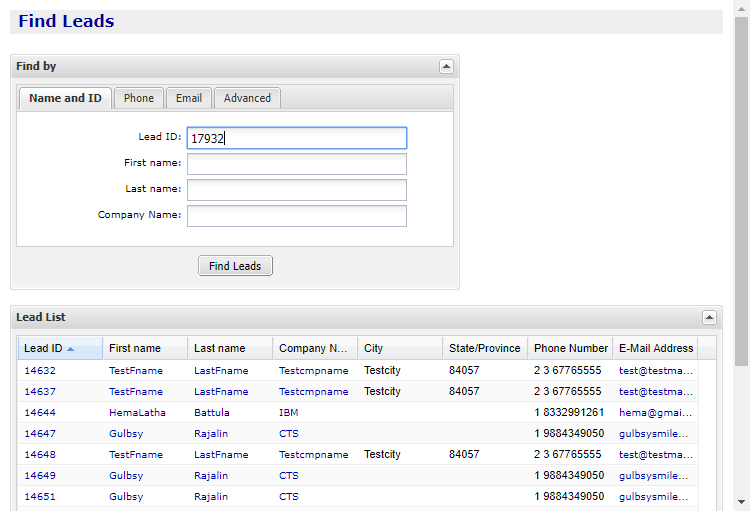 Find Leads
Find by
Name and ID Phone Email Advanced
Lead ID: 17932
First name:
Last name:
Company Name:
Find Leads
Lead List
Lead ID First name Last name Company N... City State/Province Phone Number E-Mail Address
14632 TestFname LastFname Testcmpname Testcity 84057 2 3 67765555 test@testma...
14637 TestFname LastFname Testcmpname Testcity 84057 2 3 67765555 test@testma...
14644 HemaLatha Battula IBM 1 8332991261 hema@gmai...
14647 Gulbsy Rajalin CTS 1 9884349050 gulbsysmile...
14648 TestFname LastFname Testcmpname Testcity 84057 2 3 67765555 test@testma...
14649 Gulbsy Rajalin CTS 1 9884349050 gulbsysmile...
14651 Gulbsy Rajalin CTS 1 9884349050 gulbsysmile...